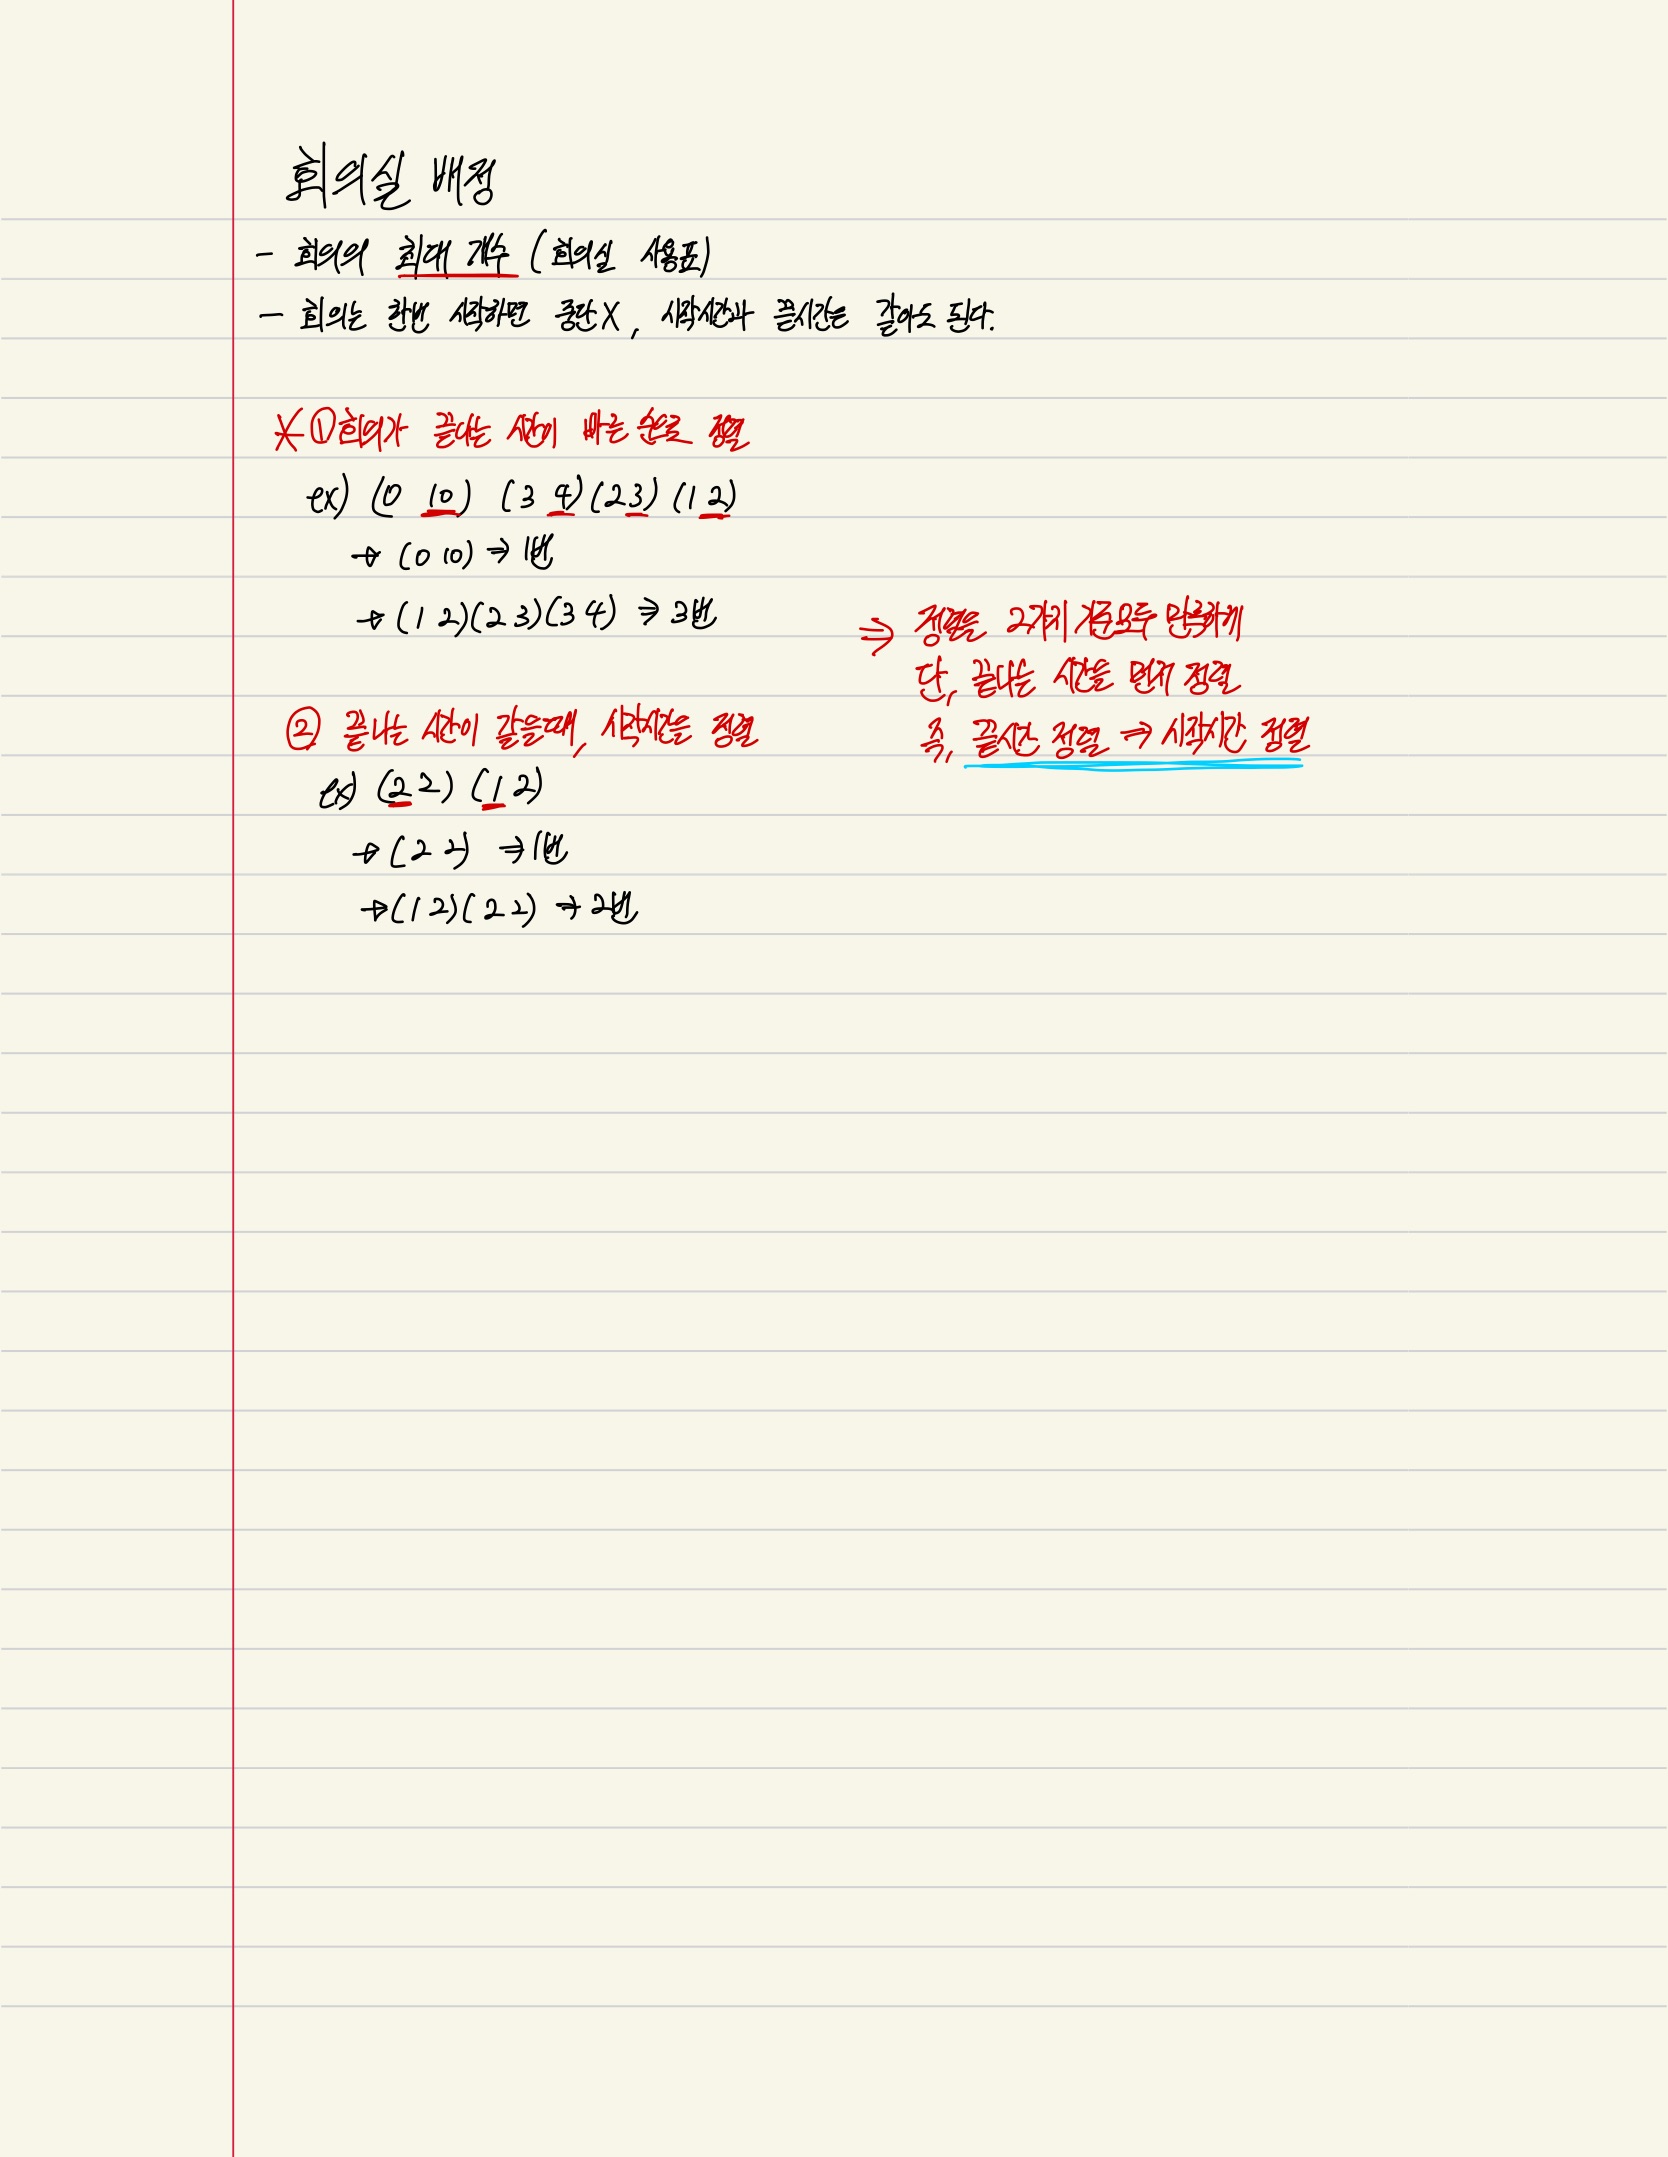 회의실 배정
- 회의의 최대 개수 (회의실 사용표)
- 회의는 한번 시작하면 중단X, 시작시간과 끝시간은 같아도 된다.
※ ① 회의가 끝나는 시간이 빠른 순으로 정렬
ex) (0 10) (3 4) (2 3) (1 2)
→ (0 10) ⇒ 1번
→ (1 2)(2 3)(3 4) ⇒ 3번
② 끝나는 시간이 같을때, 시작시간을 정렬
ex) (2 2) (1 2)
→ (2 2) ⇒ 1번
→ (1 2)(2 2) ⇒ 2번
⇒ 정렬을 2가지 기준모두 만족하게
단, 끝나는 시간을 먼저 정렬
즉, 끝시간 정렬 ⇒ 시작시간 정렬